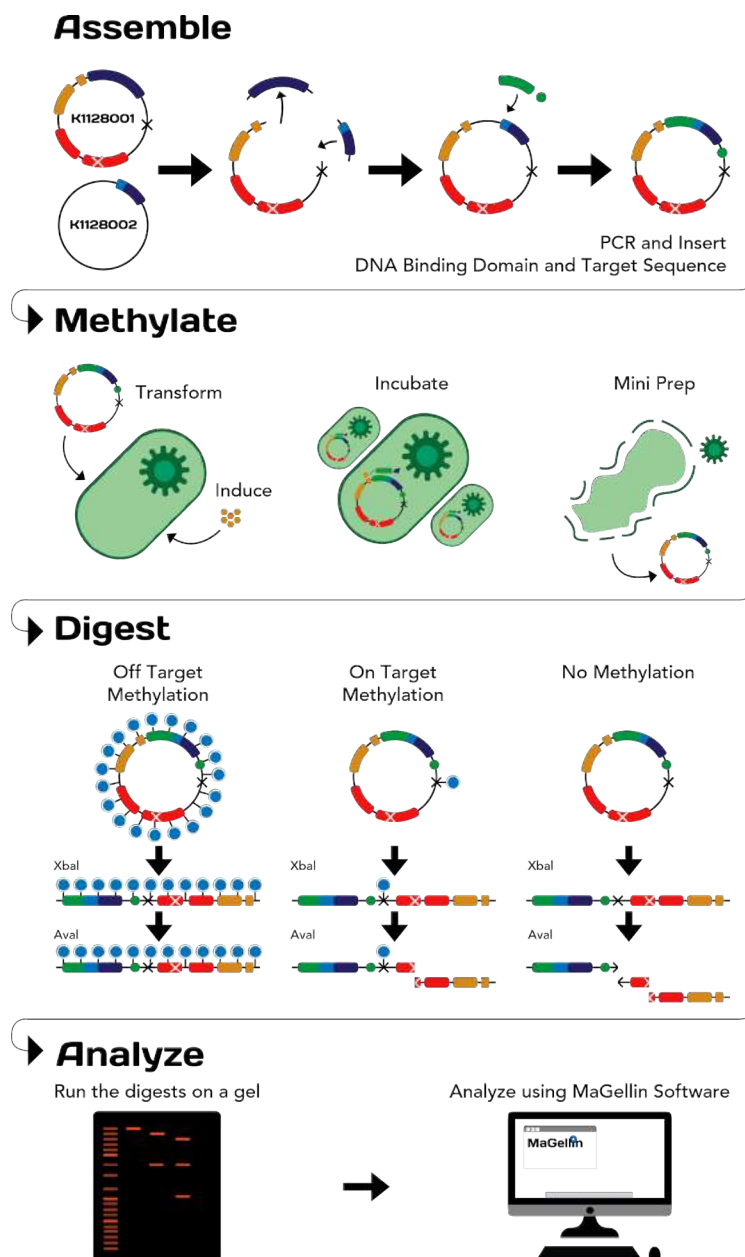 Assemble
K1128001
K1128002
PCR and Insert
DNA Binding Domain and Target Sequence
Methylate
Transform
Induce
Incubate
Mini Prep
Digest
Off Target
Methylation
On Target
Methylation
No Methylation
XbaI
XbaI
XbaI
AvaI
AvaI
AvaI
Analyze
Run the digests on a gel
Analyze using MaGellin Software
MaGellin